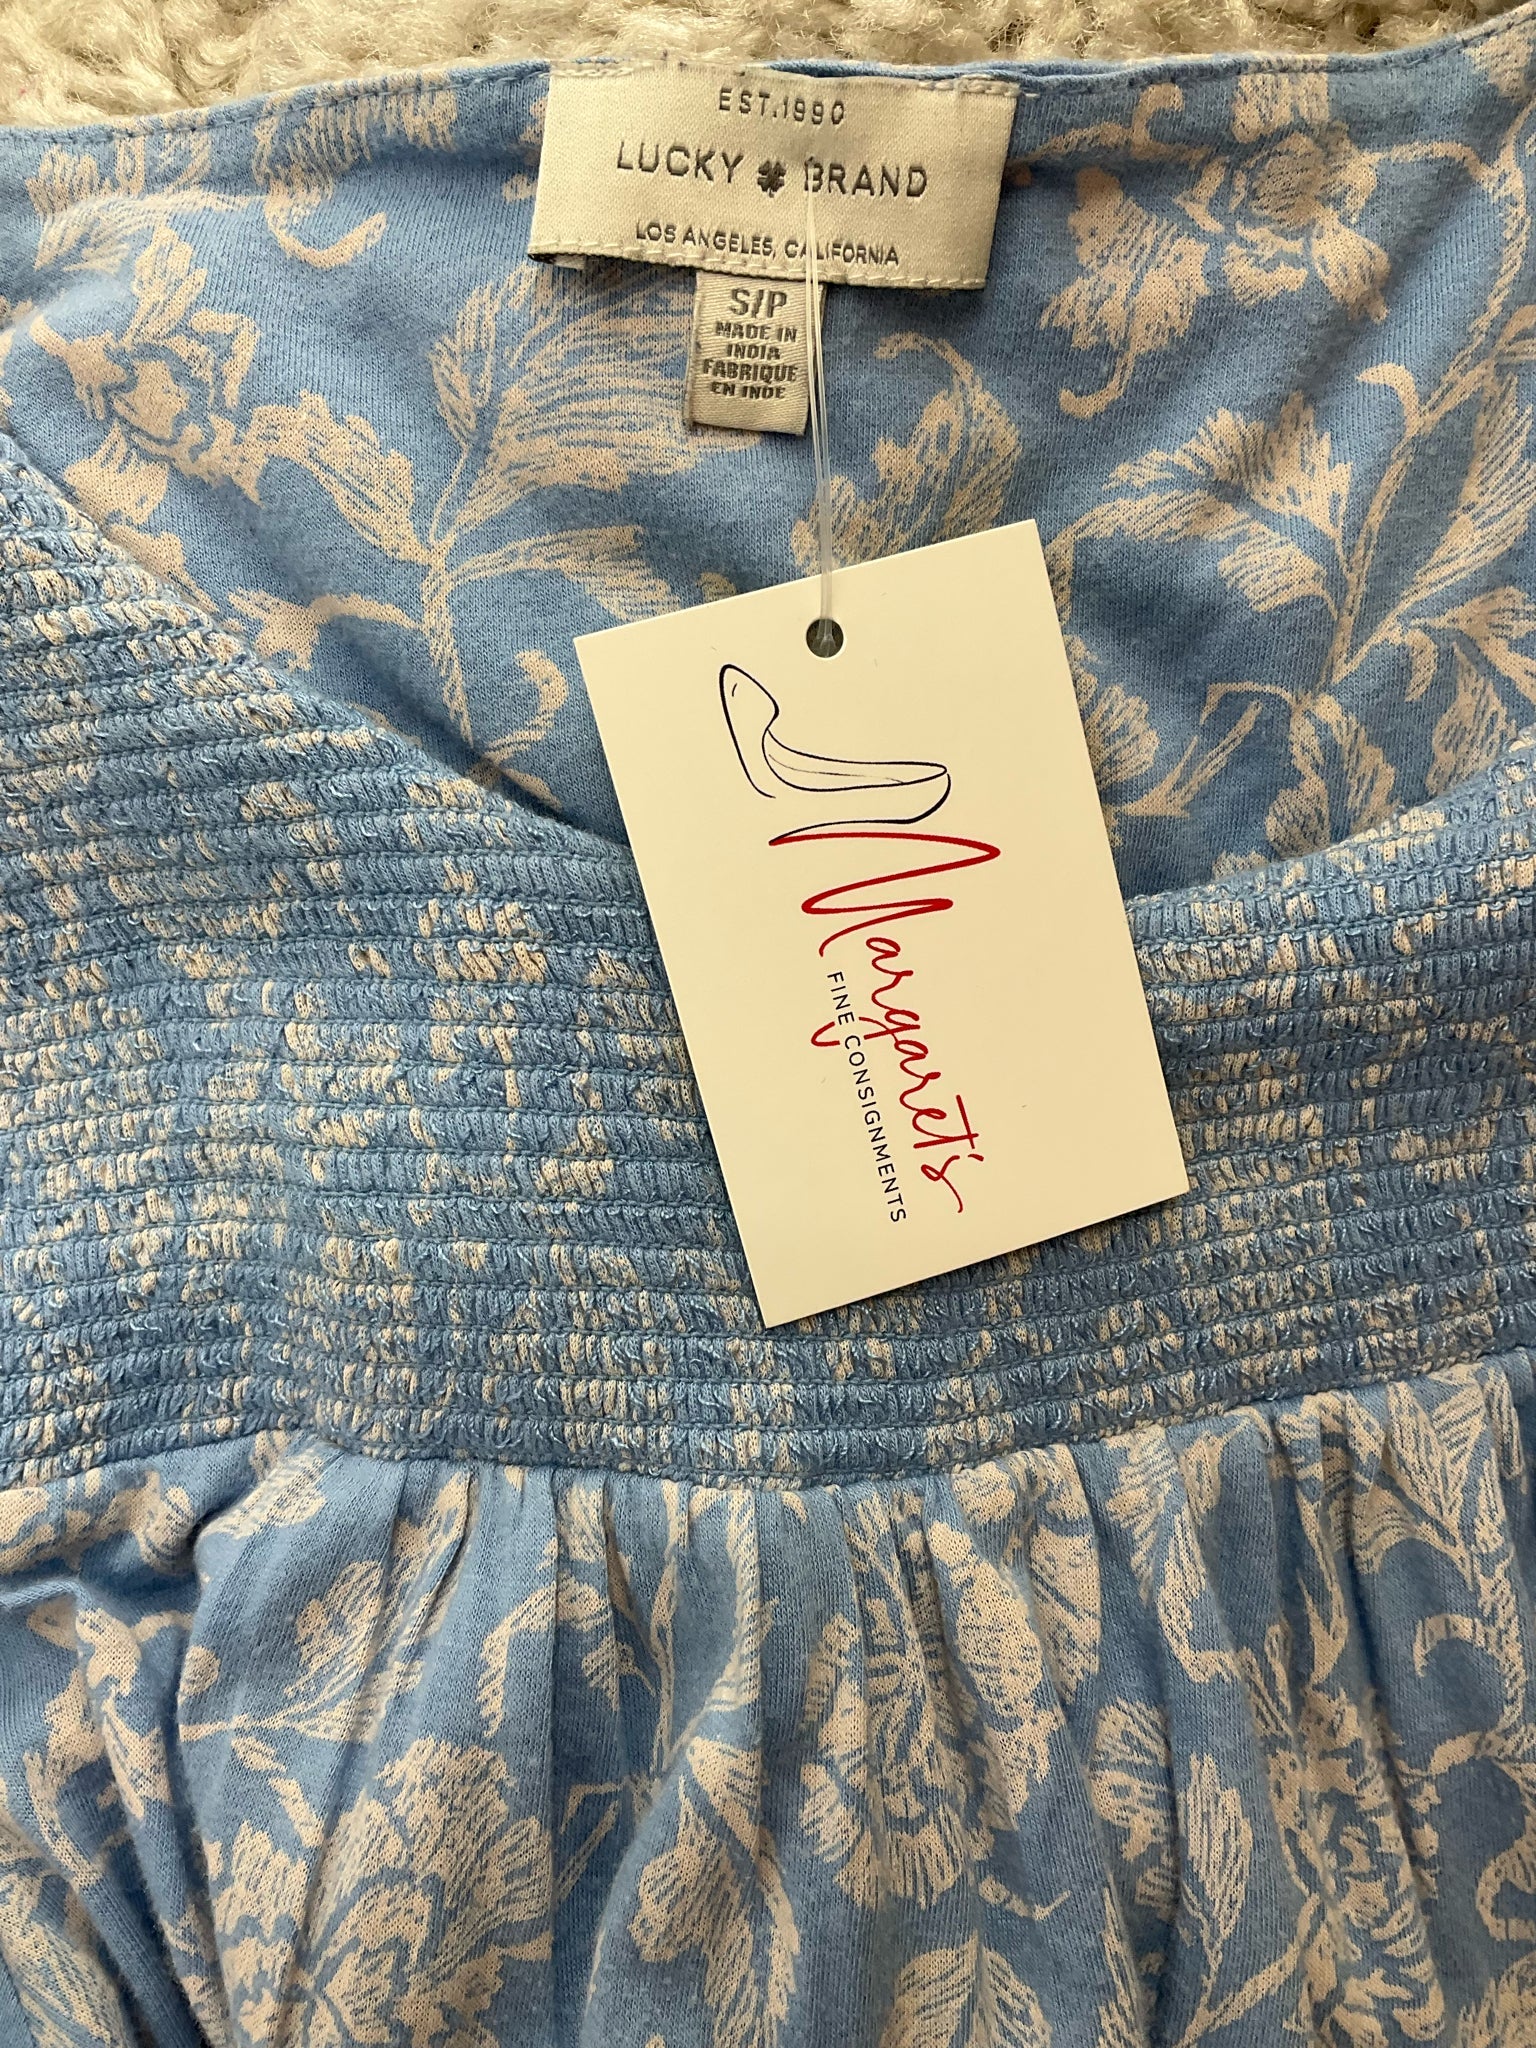 EST.1990
LUCKY BRAND
LOS ANGELES, CALIFORNIA
S/P
MADE IN
INDIA
FABRIQUE
EN INDE
Margaret's
FINE CONSIGNMENTS